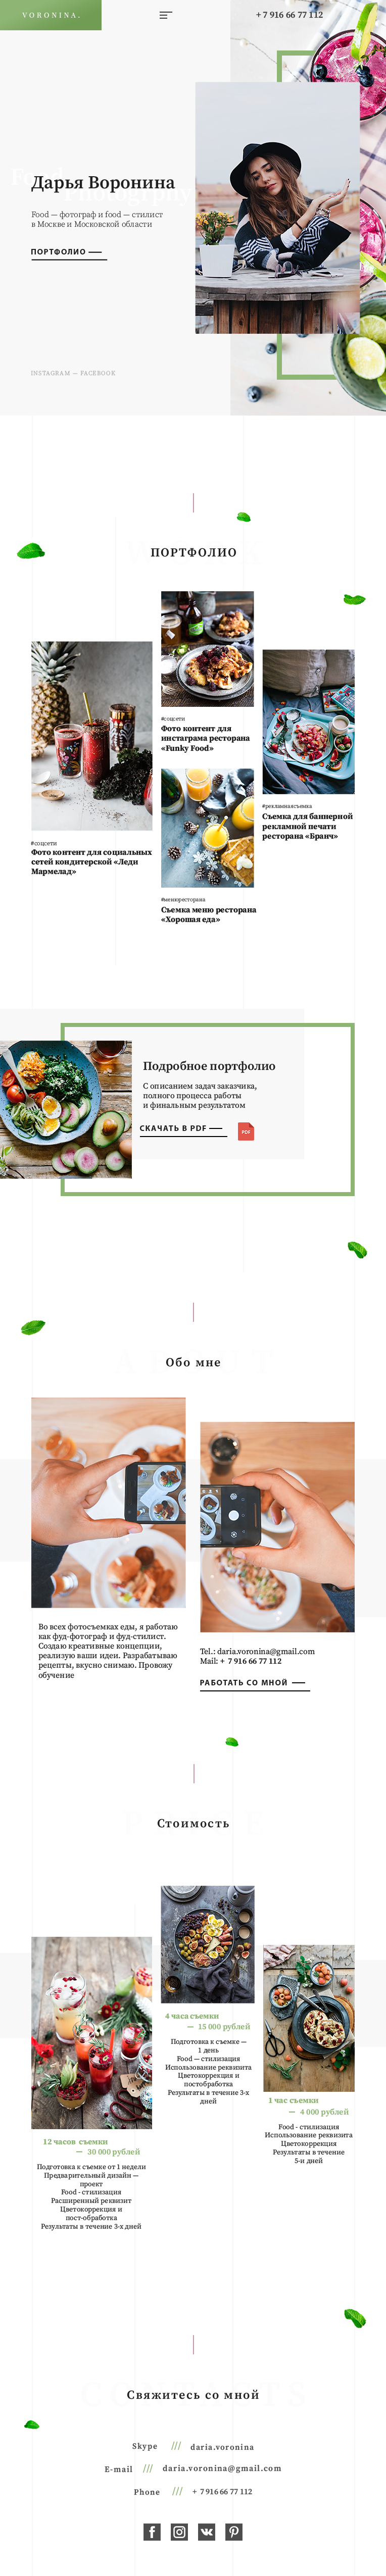 VORONINA.
+7 916 66 77 112
Дарья Воронина
Food — фотограф и food — стилист
в Москве и Московской области
ПОРТФОЛИО
INSTAGRAM — FACEBOOK
ПОРТФОЛИО
#соцсети
Фото контент для социальных
сетей кондитерской «Леди
Мармелад»
#соцсети
Фото контент для
инстаграма ресторана
«Funky Food»
#менюресторана
Съемка меню ресторана
«Хорошая еда»
#рекламнаясъемка
Съемка для баннерной
рекламной печати
ресторана «Бранч»
Подробное портфолио
С описанием задач заказчика,
полного процесса работы
и финальным результатом
СКАЧАТЬ В PDF
PDF
Обо мне
Во всех фотосъемках еды, я работаю
как фуд-фотограф и фуд-стилист.
Создаю креативные концепции,
реализую ваши идеи. Разрабатываю
рецепты, вкусно снимаю. Провожу
обучение
Tel.: daria.voronina@gmail.com
Mail: + 7 916 66 77 112
РАБОТАТЬ СО МНОЙ
Стоимость
12 часов съемки
— 30 000 рублей
Подготовка к съемке от 1 недели
Предварительный дизайн —
проект
Food - стилизация
Расширенный реквизит
Цветокоррекция и
пост-обработка
Результаты в течение 3-х дней
4 часа съемки
— 15 000 рублей
Подготовка к съемке —
1 день
Food — стилизация
Использование реквизита
Цветокоррекция и
постобработка
Результаты в течение 3-х
дней
1 час съемки
— 4 000 рублей
Food - стилизация
Использование реквизита
Цветокоррекция
Результаты в течение
5-и дней
Свяжитесь со мной
Skype /// daria.voronina
E-mail /// daria.voronina@gmail.com
Phone /// + 7 916 66 77 112